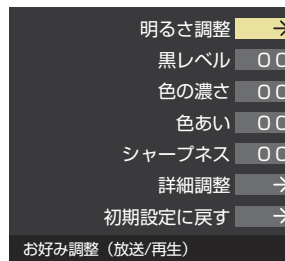 明るさ調整 →
黒レベル 00
色の濃さ 00
色あい 00
シャープネス 00
詳細調整 →
初期設定に戻す →
お好み調整（放送/再生）